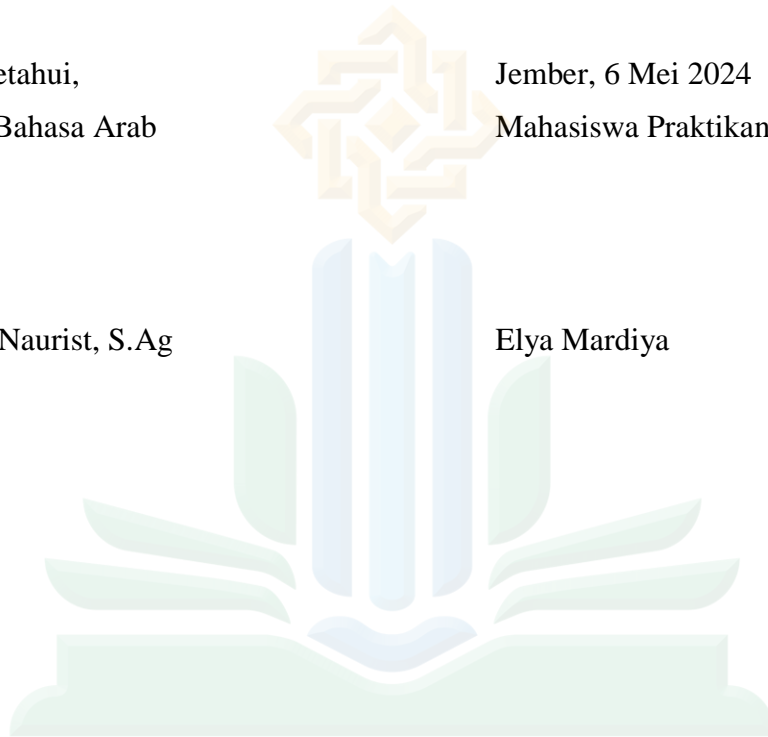 etahui,
Jember, 6 Mei 2024
Bahasa Arab
Mahasiswa Praktikan
Naurist, S.Ag
Elya Mardiya